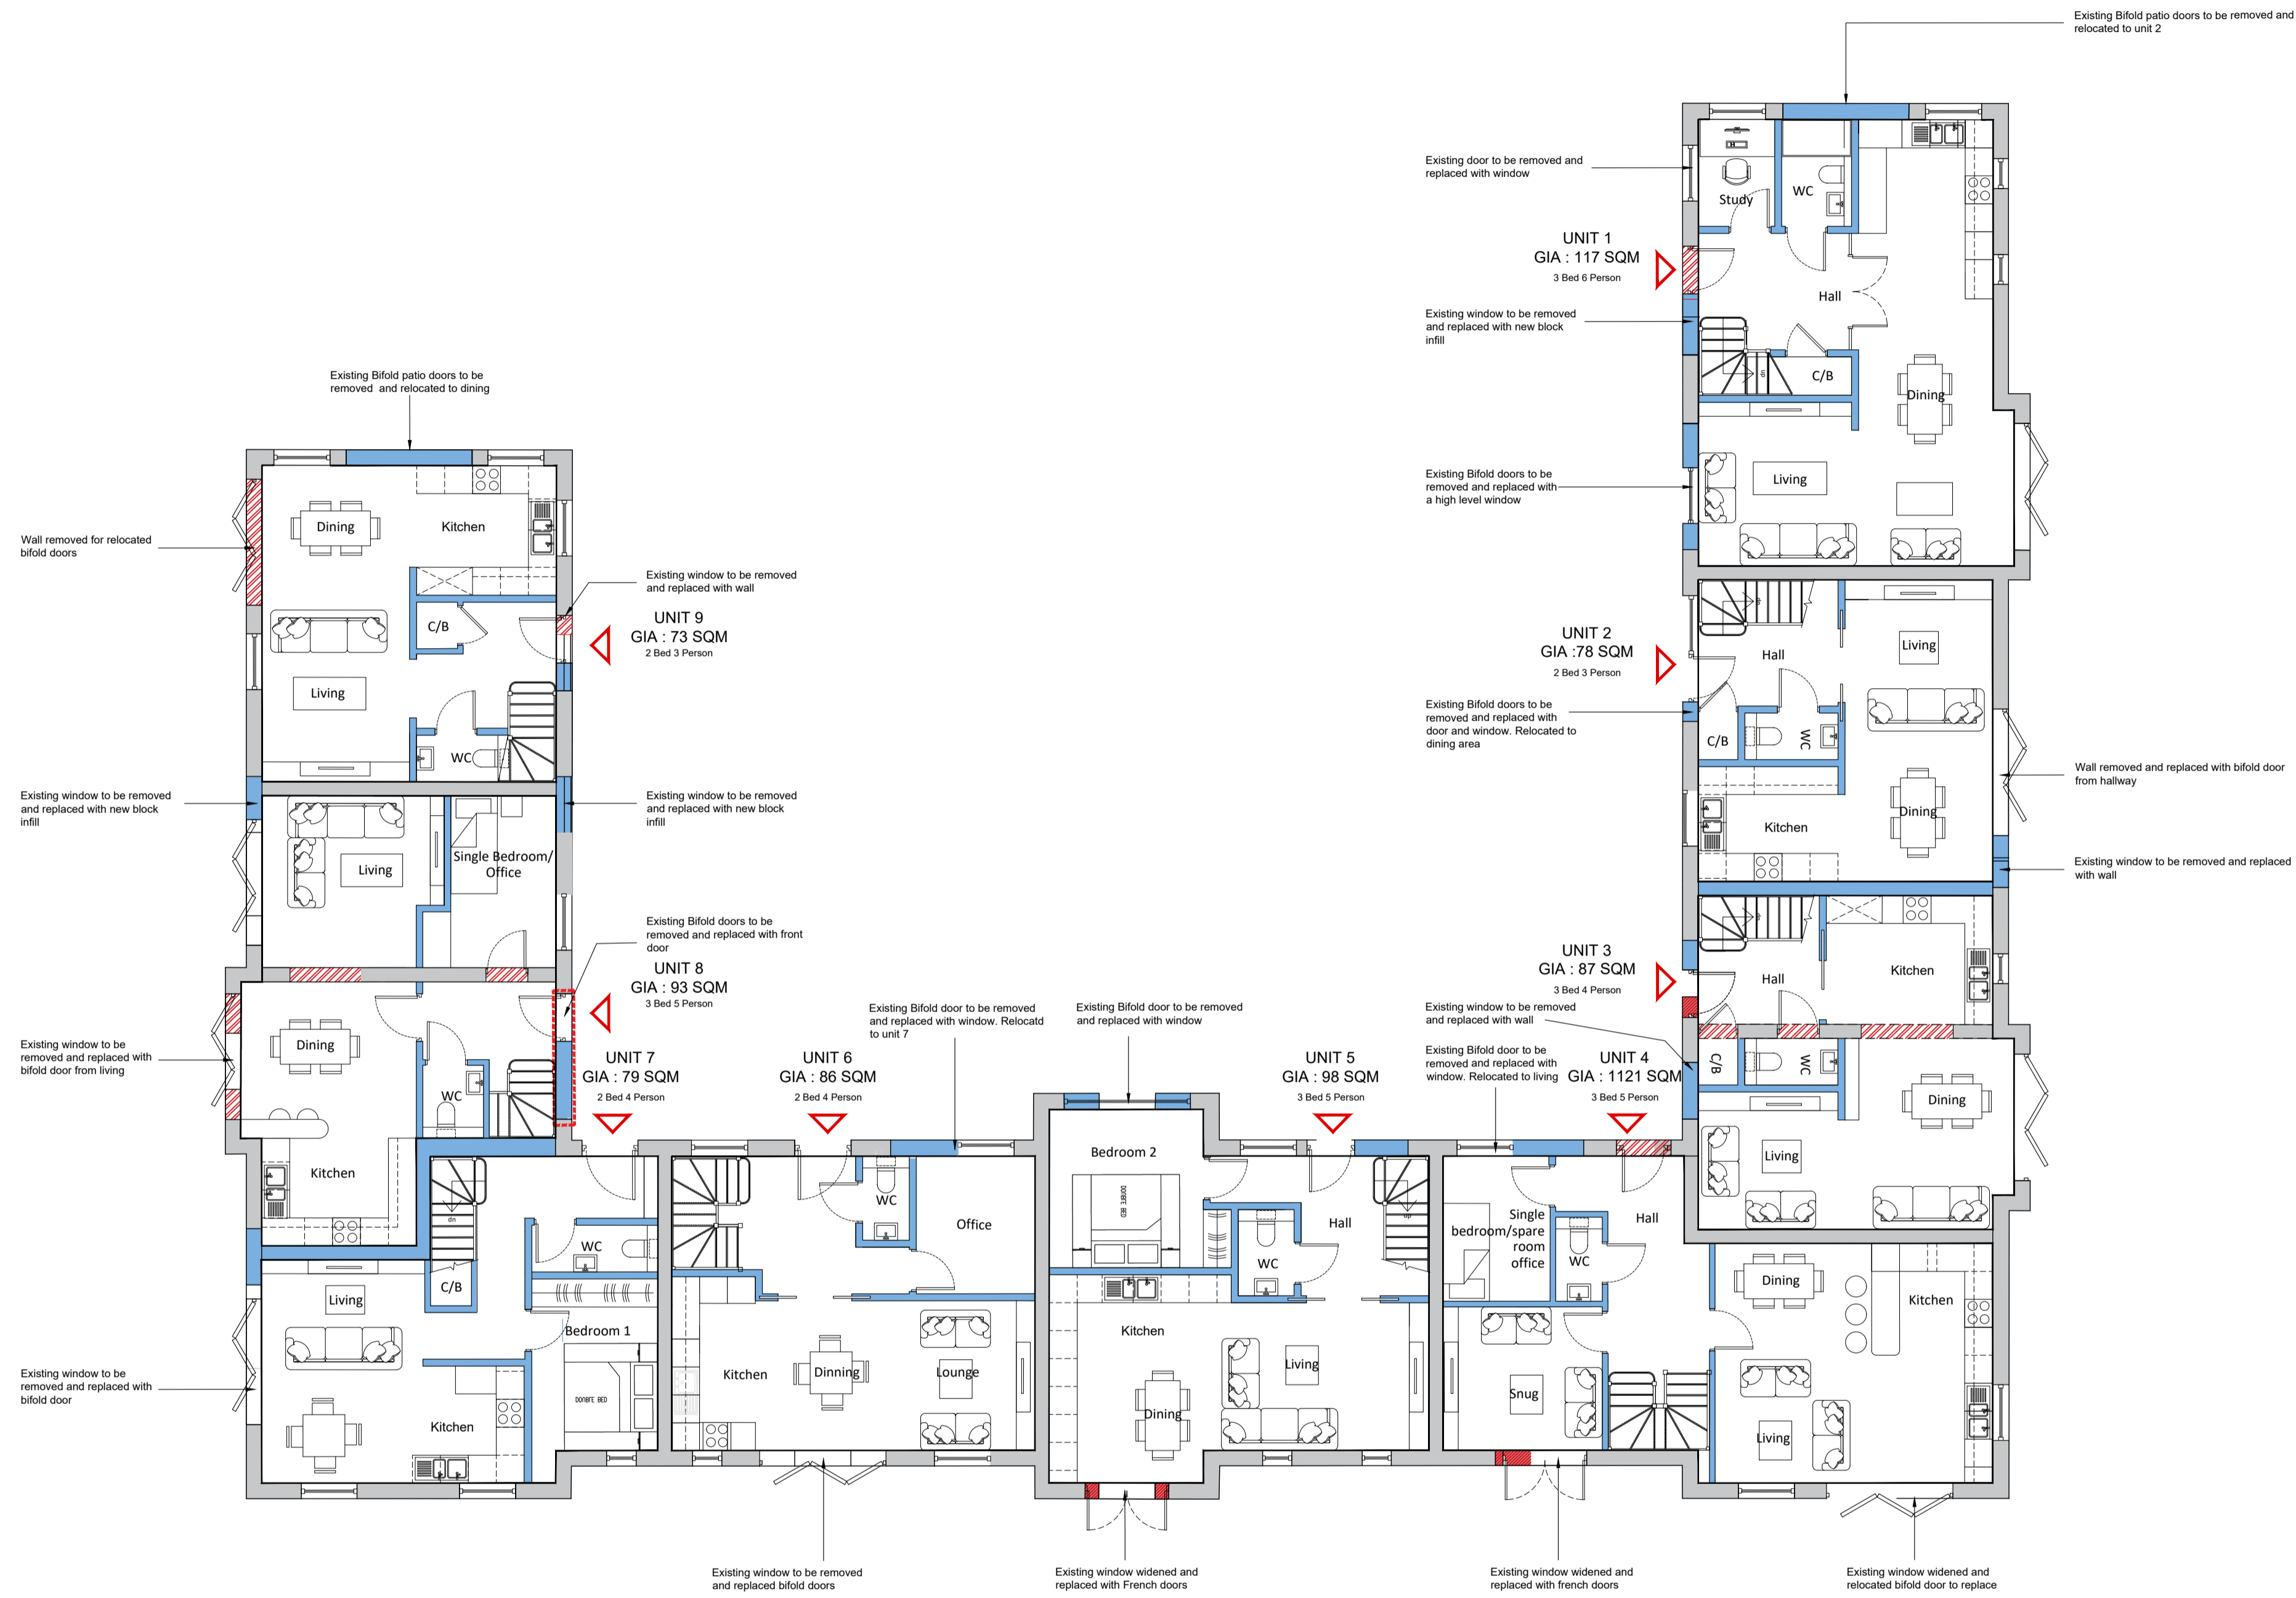 Existing Bifold patio doors to be removed and
relocated to unit 2
Existing door to be removed and
replaced with window
Study
WC
UNIT 1
GIA : 117 SQM
3 Bed 6 Person
Hall
Existing window to be removed
and replaced with new block
infill
C/B
up
Dining
Existing Bifold doors to be
removed and replaced with
a high level window
Living
Existing Bifold patio doors to be
removed and relocated to dining
Dining
Kitchen
Wall removed for relocated
bifold doors
Existing window to be removed
and replaced with wall
C/B
UNIT 9
GIA : 73 SQM
2 Bed 3 Person
Living
WC
UNIT 2
GIA :78 SQM
2 Bed 3 Person
up
Hall
Living
Existing Bifold doors to be
removed and replaced with
door and window. Relocated to
dining area
C/B
WC
Wall removed and replaced with bifold door
from hallway
Dining
Kitchen
Existing window to be removed and replaced
with wall
Existing window to be removed
and replaced with new block
infill
Existing window to be removed
and replaced with new block
infill
Living
Single Bedroom/
Office
Existing Bifold doors to be
removed and replaced with front
door
UNIT 8
GIA : 93 SQM
3 Bed 5 Person
UNIT 3
GIA : 87 SQM
3 Bed 4 Person
up
Hall
Kitchen
Existing window to be
removed and replaced with
bifold door from living
Dining
WC
Kitchen
Existing Bifold door to be removed
and replaced with window. Relocatd
to unit 7
Existing Bifold door to be removed
and replaced with window
Existing window to be removed
and replaced with wall
Existing Bifold door to be
removed and replaced with
window. Relocated to living
C/B
WC
Dining
Living
UNIT 7
GIA : 79 SQM
2 Bed 4 Person
UNIT 6
GIA : 86 SQM
2 Bed 4 Person
UNIT 5
GIA : 98 SQM
3 Bed 5 Person
UNIT 4
GIA : 1121 SQM
3 Bed 5 Person
up
WC
C/B
Living
Bedroom 1
DOUBLE BED
Kitchen
Existing window to be
removed and replaced with
bifold door
WC
Office
Kitchen
Dinning
Lounge
Bedroom 2
DOUBLE BED
WC
Hall
up
Kitchen
Living
Dining
Single
bedroom/spare
room
office
WC
Hall
Snug
Dining
Kitchen
Living
Existing window to be removed
and replaced bifold doors
Existing window widened and
replaced with French doors
Existing window widened and
replaced with french doors
Existing window widened and
relocated bifold door to replace